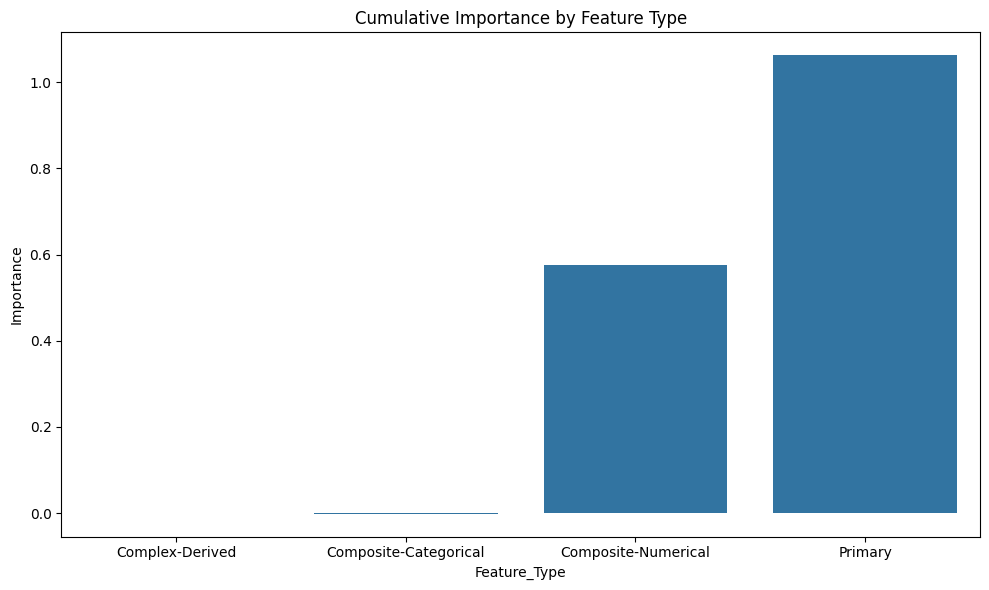 Cumulative Importance by Feature Type
Importance
1.0
0.8
0.6
0.4
0.2
0.0
Complex-Derived
Composite-Categorical
Composite-Numerical
Primary
Feature_Type